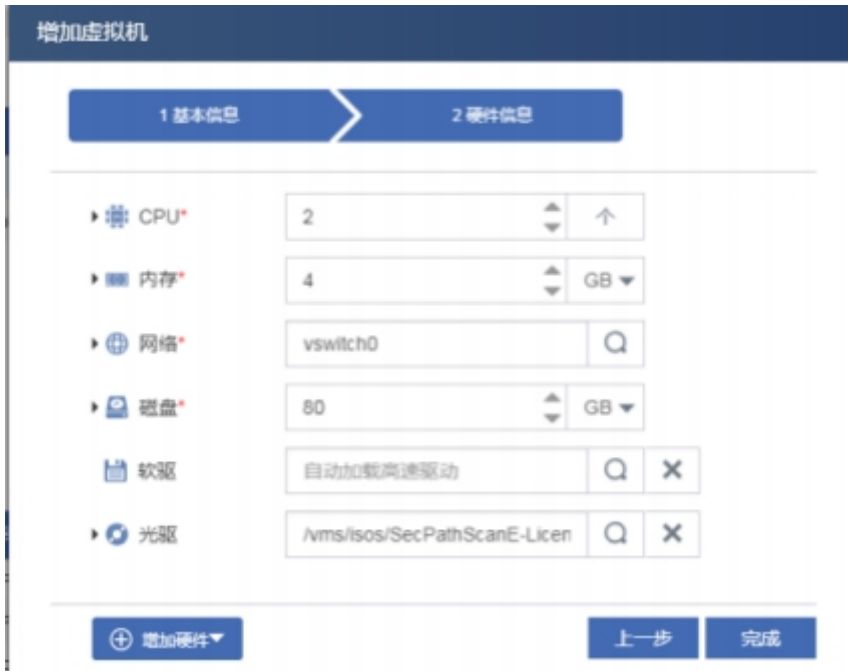 增加虚拟机
1 基本信息
2 硬件信息
CPU* 2 个
内存* 4 GB
网络* vswitch0
磁盘* 80 GB
软驱 自动加载高速驱动
光驱 /vms/isos/SecPathScanE-Licen
增加硬件
上一步 完成